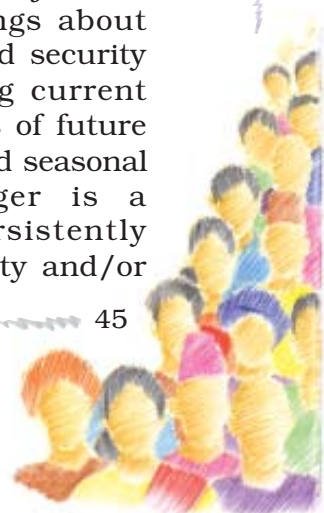 ngs about
d security
g current
of future
d seasonal
ger is a
rsistently
ty and/or
45